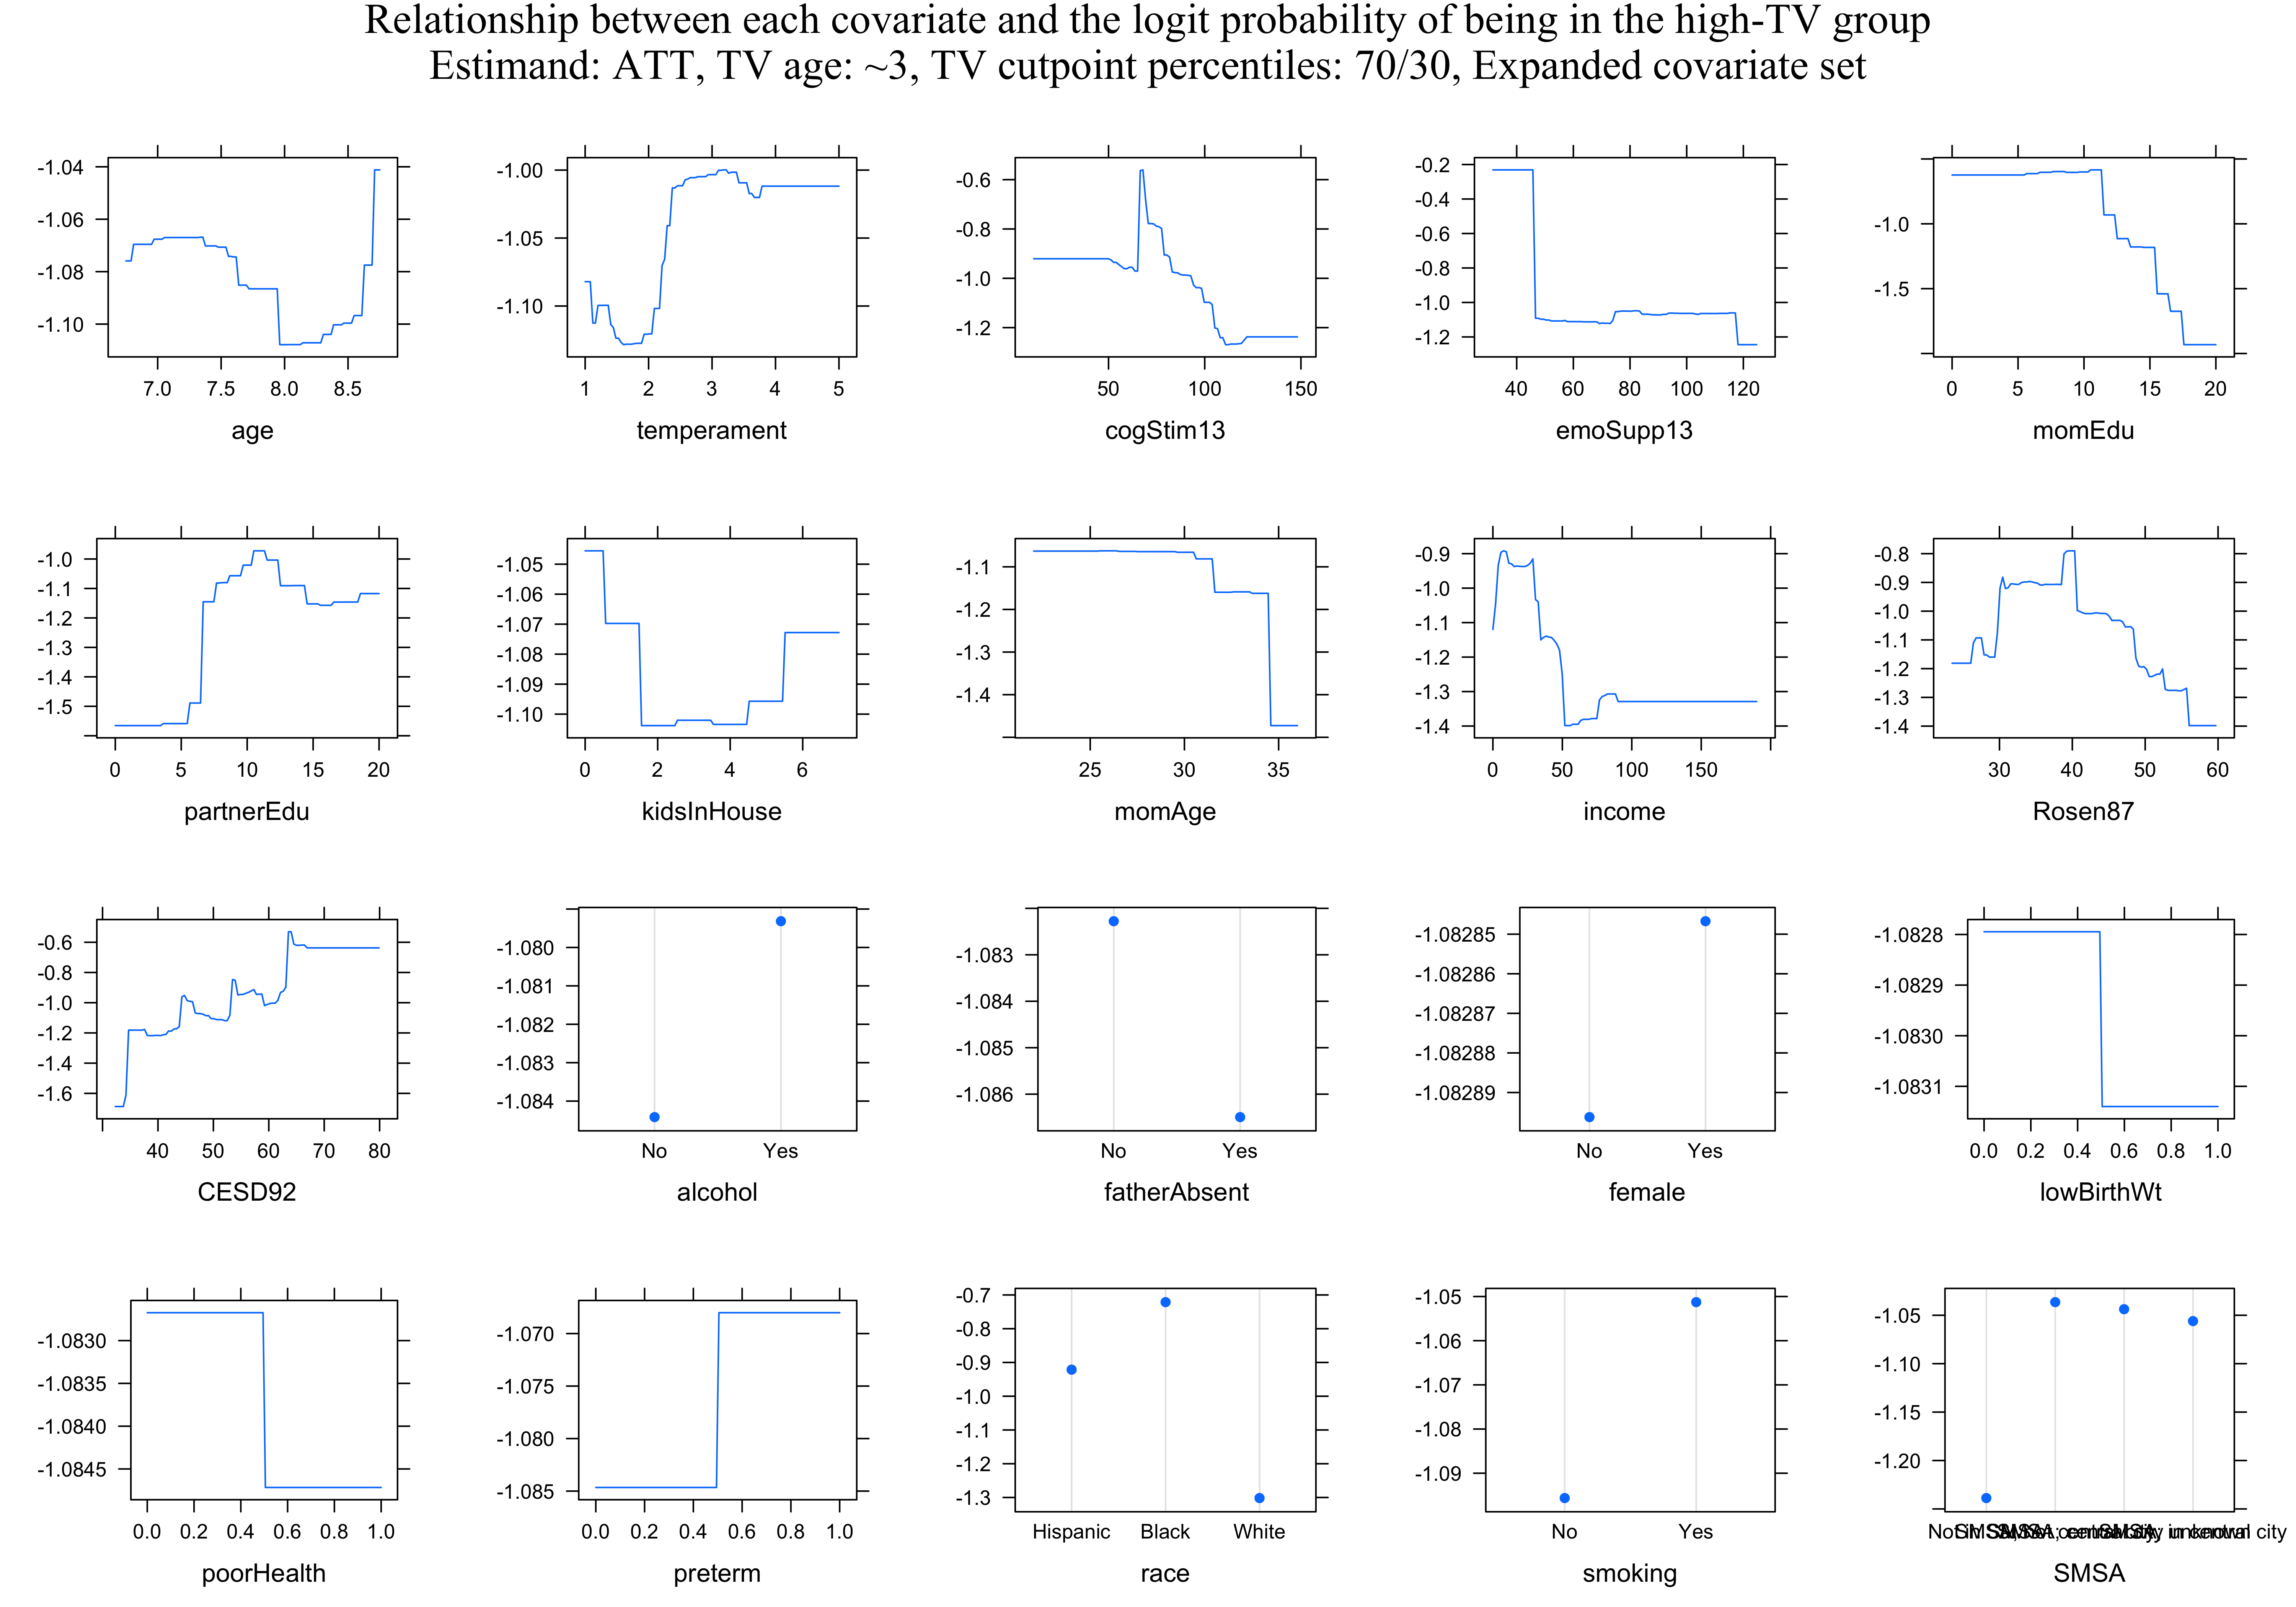 Relationship between each covariate and the logit probability of being in the high-TV group
Estimand: ATT, TV age: ~3, TV cutpoint percentiles: 70/30, Expanded covariate set
-1.04
-1.06
-1.08
-1.10
7.0 7.5 8.0 8.5
age
-1.00
-1.05
-1.10
1 2 3 4 5
temperament
-0.6
-0.8
-1.0
-1.2
50 100 150
cogStim13
-0.2
-0.4
-0.6
-0.8
-1.0
-1.2
40 60 80 100 120
emoSupp13
-1.0
-1.5
0 5 10 15 20
momEdu
-1.0
-1.1
-1.2
-1.3
-1.4
-1.5
0 5 10 15 20
partnerEdu
-1.05
-1.06
-1.07
-1.08
-1.09
-1.10
0 2 4 6
kidsInHouse
-1.1
-1.2
-1.3
-1.4
25 30 35
momAge
-0.9
-1.0
-1.1
-1.2
-1.3
-1.4
0 50 100 150
income
-0.8
-0.9
-1.0
-1.1
-1.2
-1.3
-1.4
30 40 50 60
Rosen87
-0.6
-0.8
-1.0
-1.2
-1.4
-1.6
40 50 60 70 80
CESD92
-1.080
-1.081
-1.082
-1.083
-1.084
No Yes
alcohol
-1.083
-1.084
-1.085
-1.086
No Yes
fatherAbsent
-1.08285
-1.08286
-1.08287
-1.08288
-1.08289
No Yes
female
-1.0828
-1.0829
-1.0830
-1.0831
0.0 0.2 0.4 0.6 0.8 1.0
lowBirthWt
-1.0830
-1.0835
-1.0840
-1.0845
0.0 0.2 0.4 0.6 0.8 1.0
poorHealth
-1.070
-1.075
-1.080
-1.085
0.0 0.2 0.4 0.6 0.8 1.0
preterm
-0.7
-0.8
-0.9
-1.0
-1.1
-1.2
-1.3
Hispanic Black White
race
-1.05
-1.06
-1.07
-1.08
-1.09
No Yes
smoking
-1.05
-1.10
-1.15
-1.20
city
SMSA